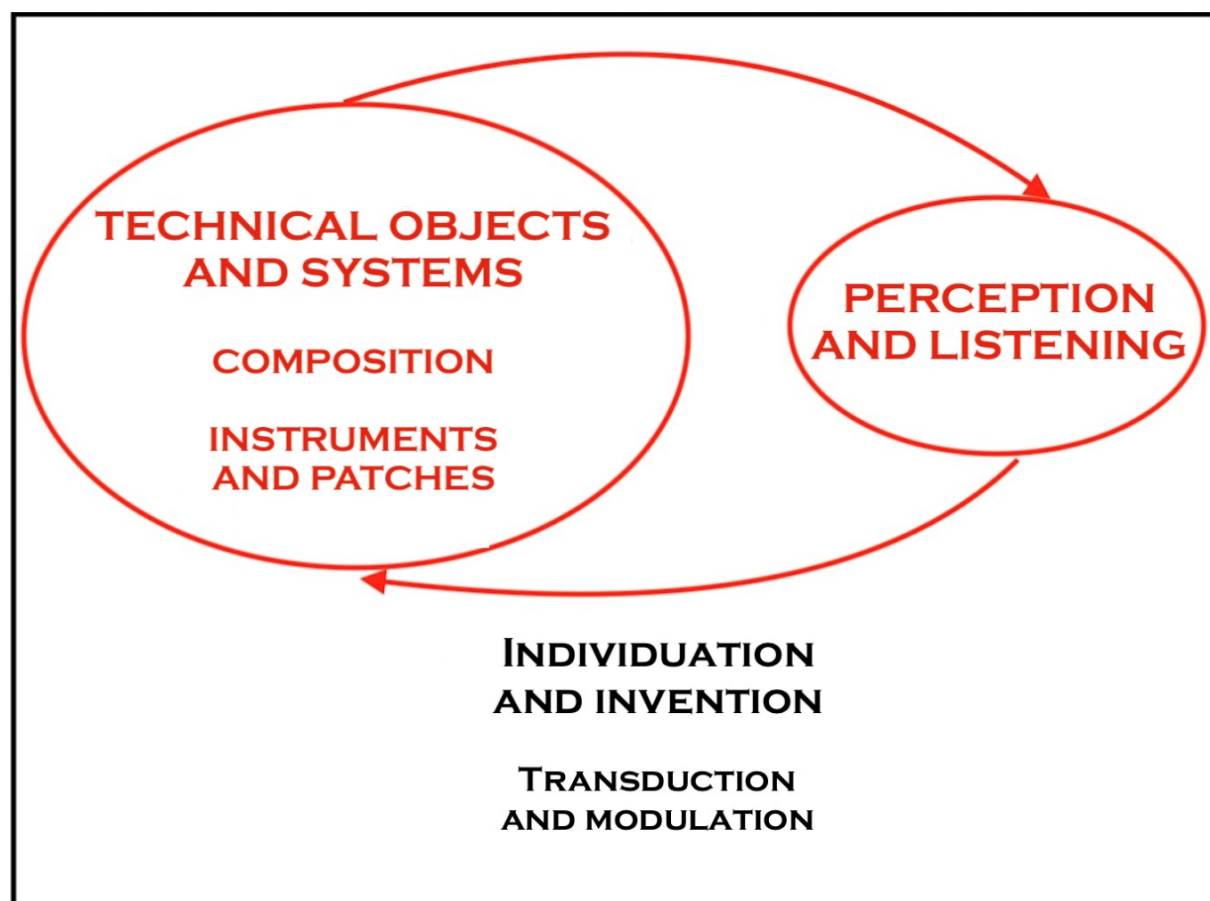 TECHNICAL OBJECTS
AND SYSTEMS
COMPOSITION
INSTRUMENTS
AND PATCHES
PERCEPTION
AND LISTENING
INDIVIDUATION
AND INVENTION
TRANSDUCTION
AND MODULATION